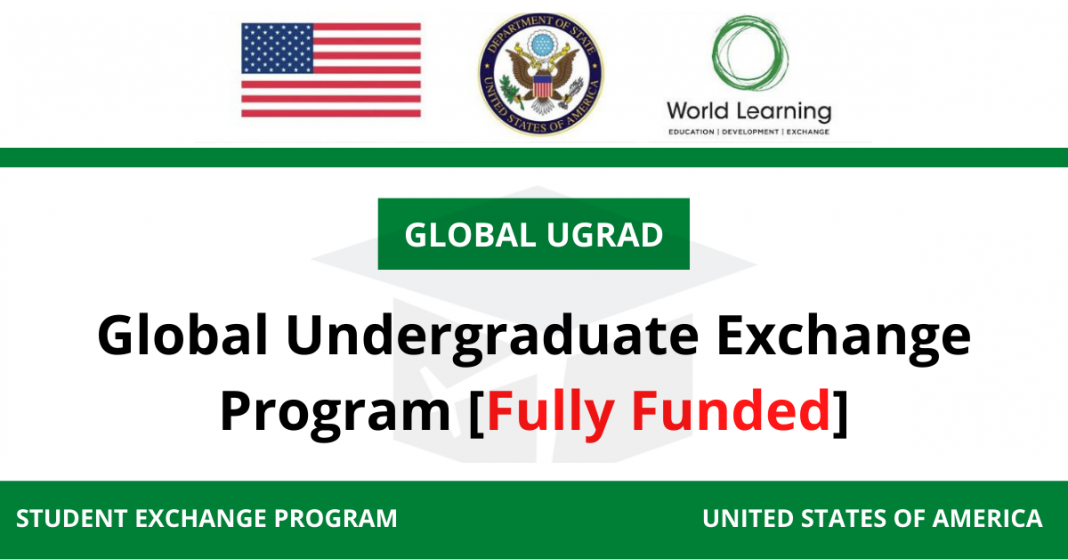 DEPARTMENT OF STATE
UNITED STATES OF AMERICA
World Learning
EDUCATION | DEVELOPMENT | EXCHANGE
GLOBAL UGRAD
Global Undergraduate Exchange
Program [Fully Funded]
STUDENT EXCHANGE PROGRAM
UNITED STATES OF AMERICA